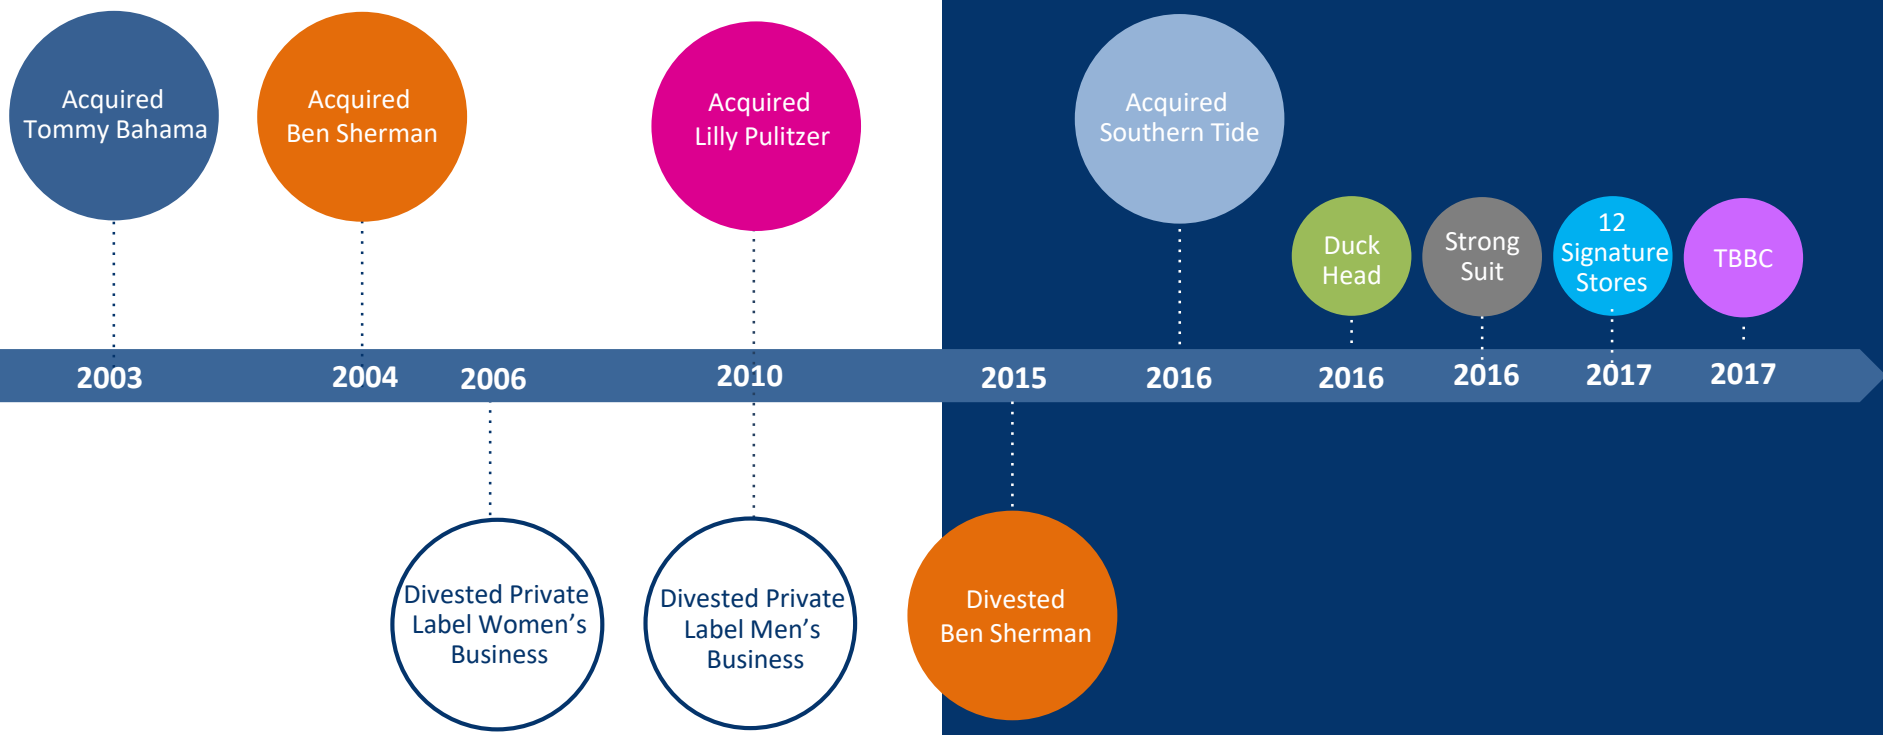 Acquired
Tommy Bahama
Acquired
Ben Sherman
Acquired
Lilly Pulitzer
Acquired
Southern Tide
Duck
Head
Strong
Suit
12
Signature
Stores
TBBC
2003
2004
2006
2010
2015
2016
2016
2016
2017
2017
Divested Private
Label Women’s
Business
Divested Private
Label Men’s
Business
Divested
Ben Sherman